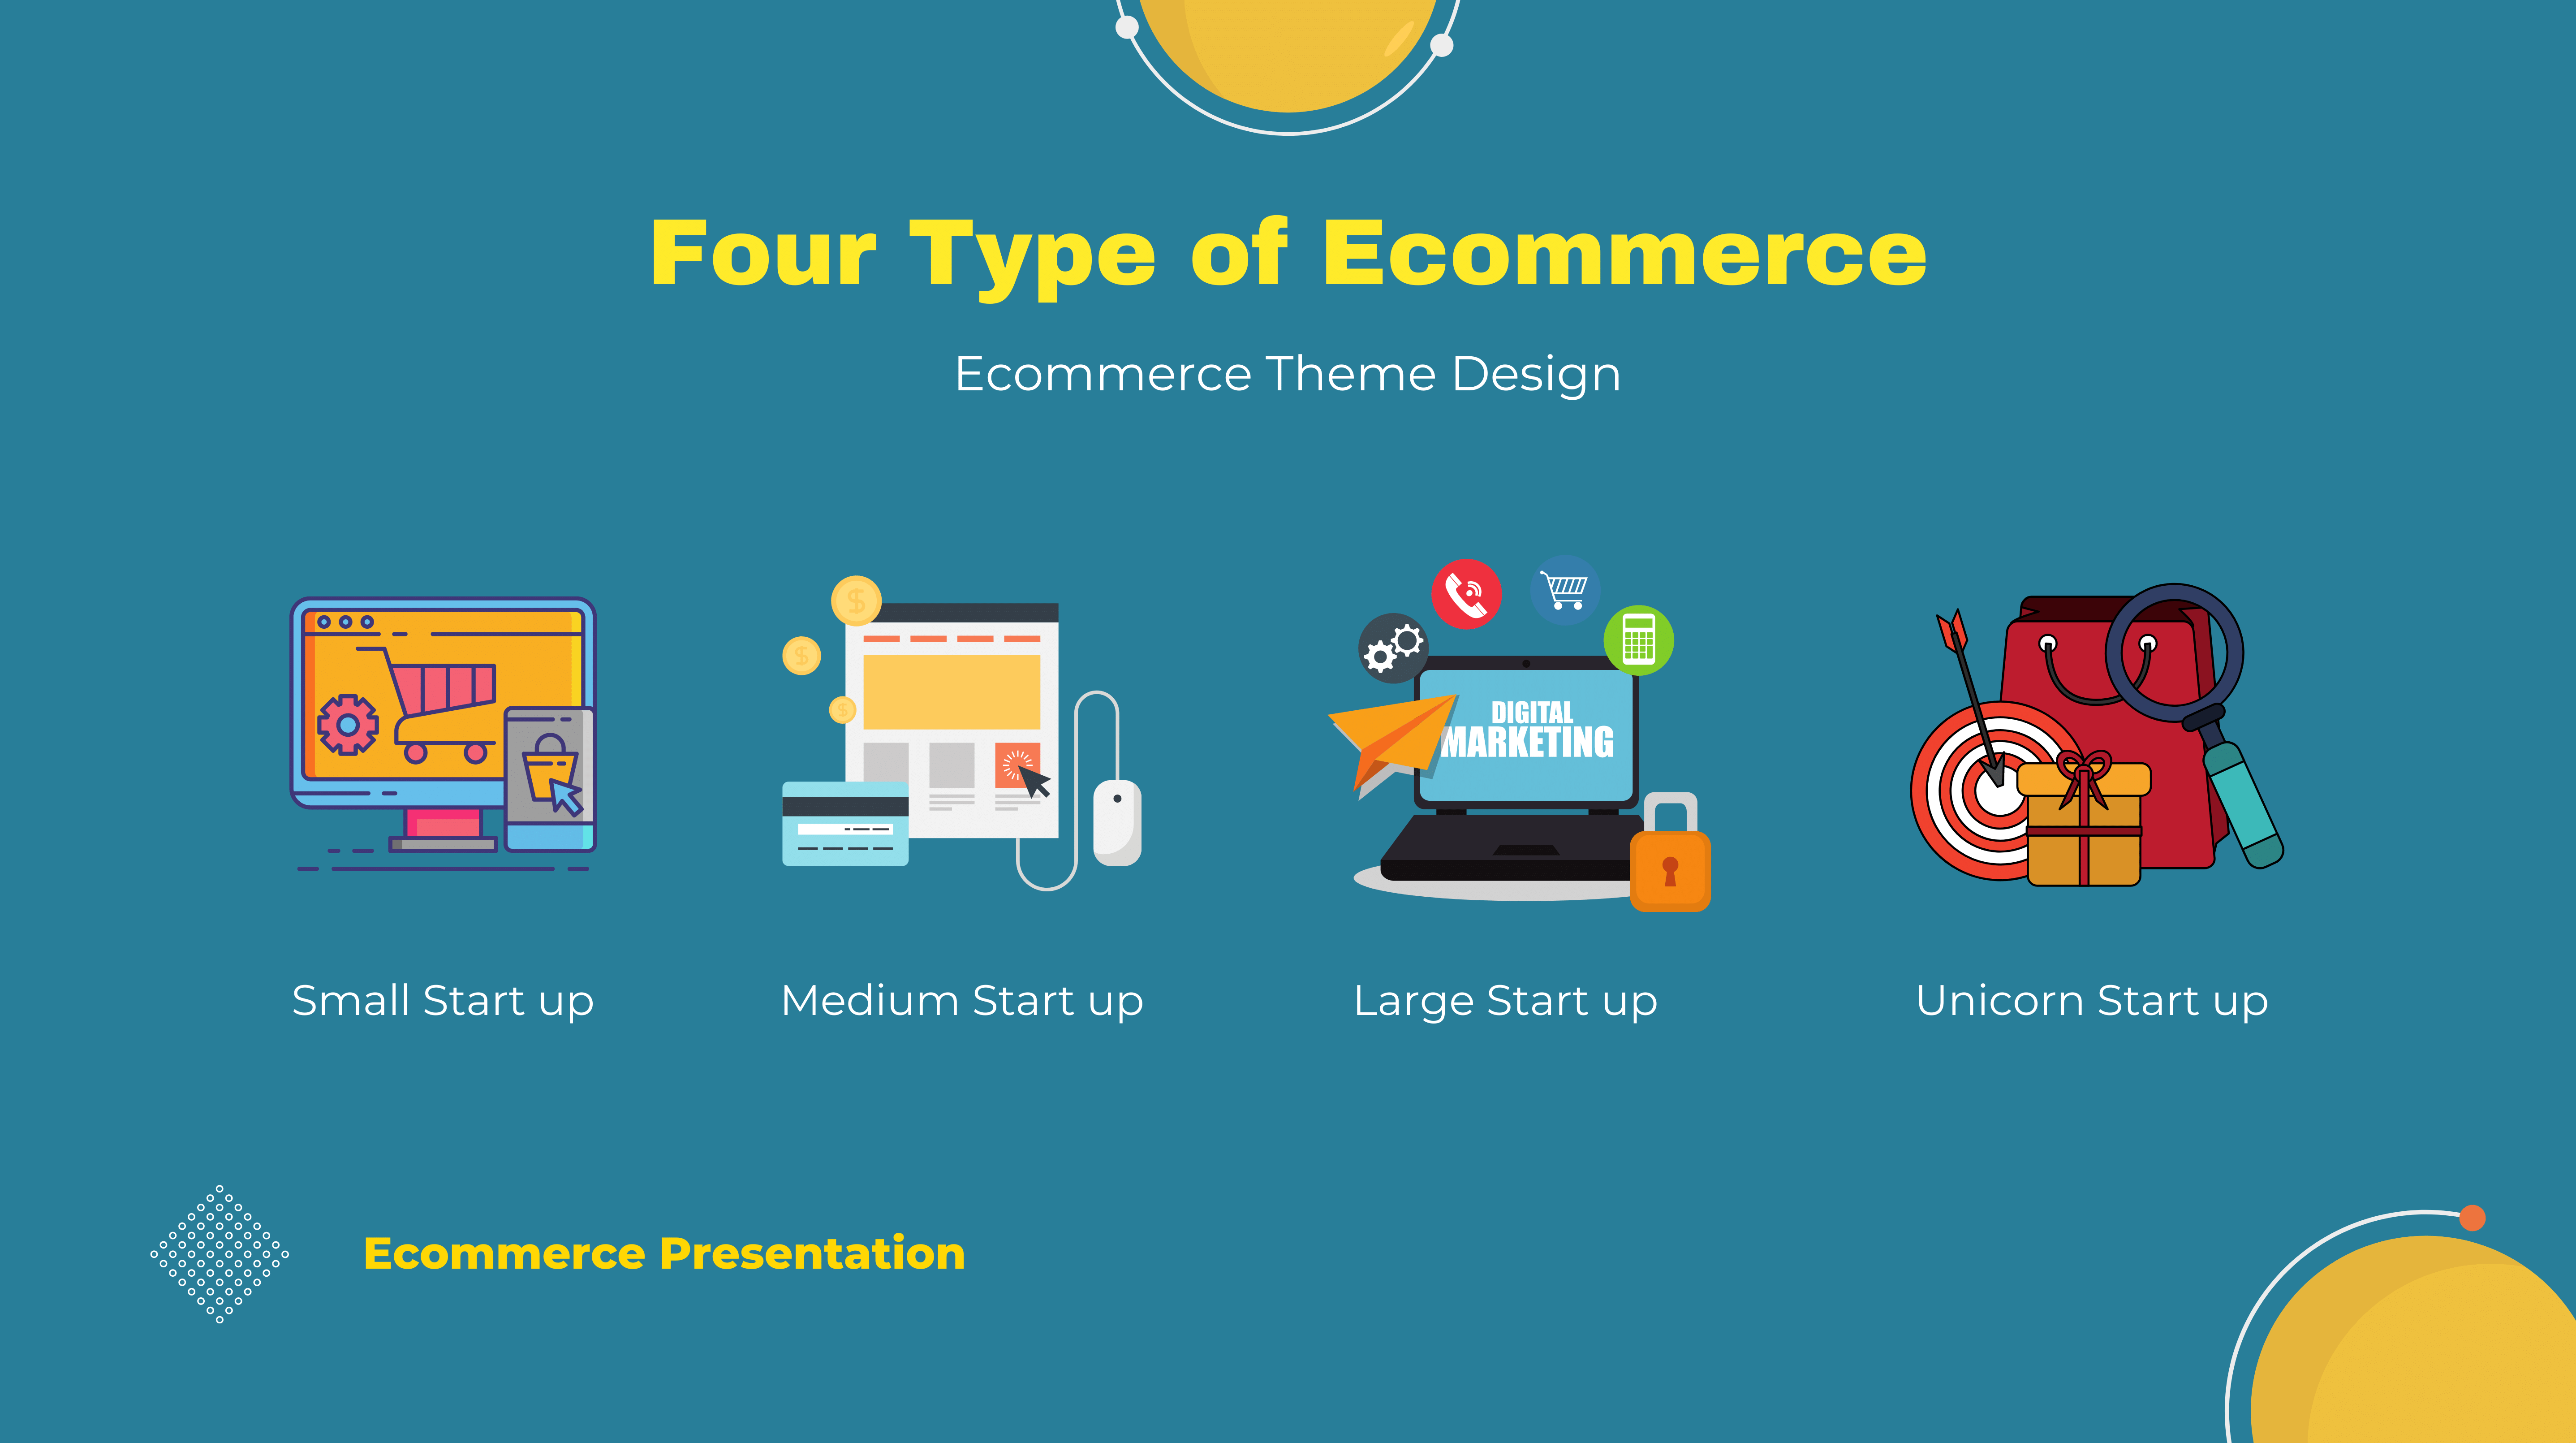 Four Type of Ecommerce
Ecommerce Theme Design
$
$
$
DIGITAL
MARKETING
Small Start up
Medium Start up
Large Start up
Unicorn Start up
Ecommerce Presentation